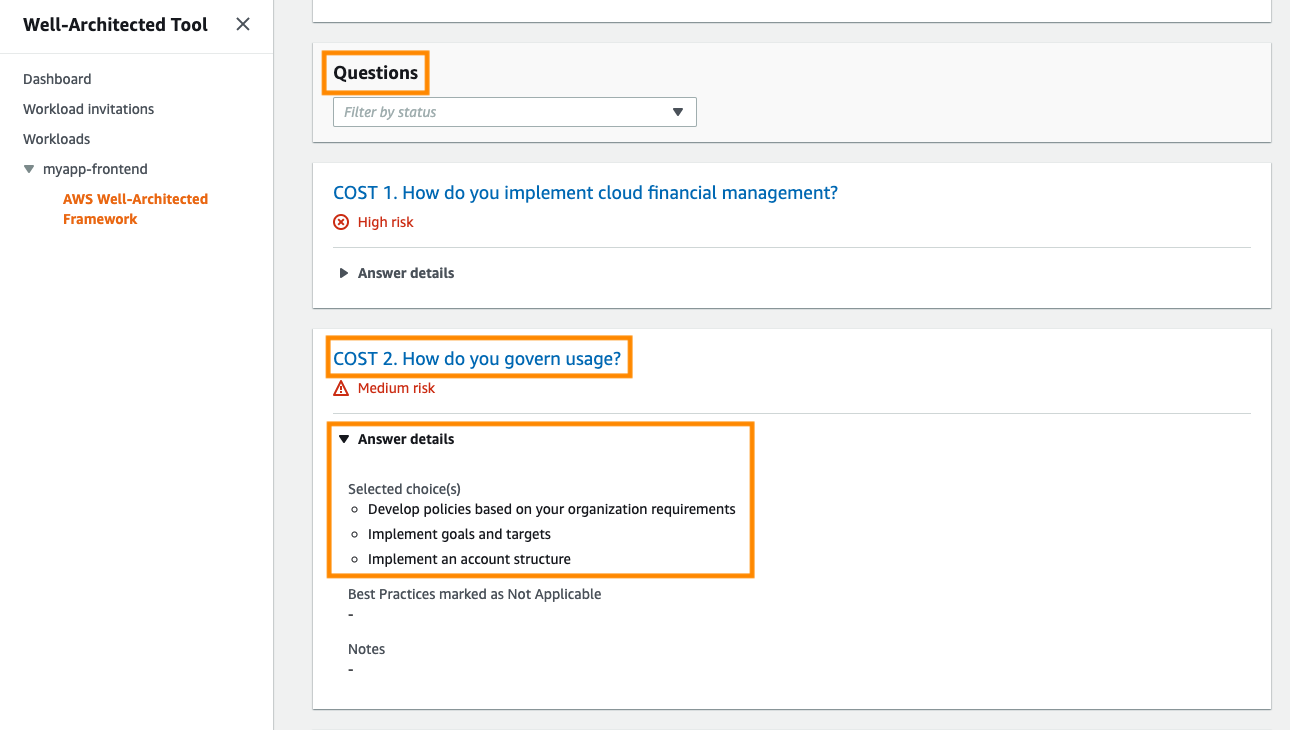 Well-Architected Tool
Dashboard
Workload invitations
Workloads
myapp-frontend
AWS Well-Architected
Framework
Questions
Filter by status
COST 1. How do you implement cloud financial management?
High risk
Answer details
COST 2. How do you govern usage?
Medium risk
Answer details
Selected choice(s)
Develop policies based on your organization requirements
Implement goals and targets
Implement an account structure
Best Practices marked as Not Applicable
-
Notes
-